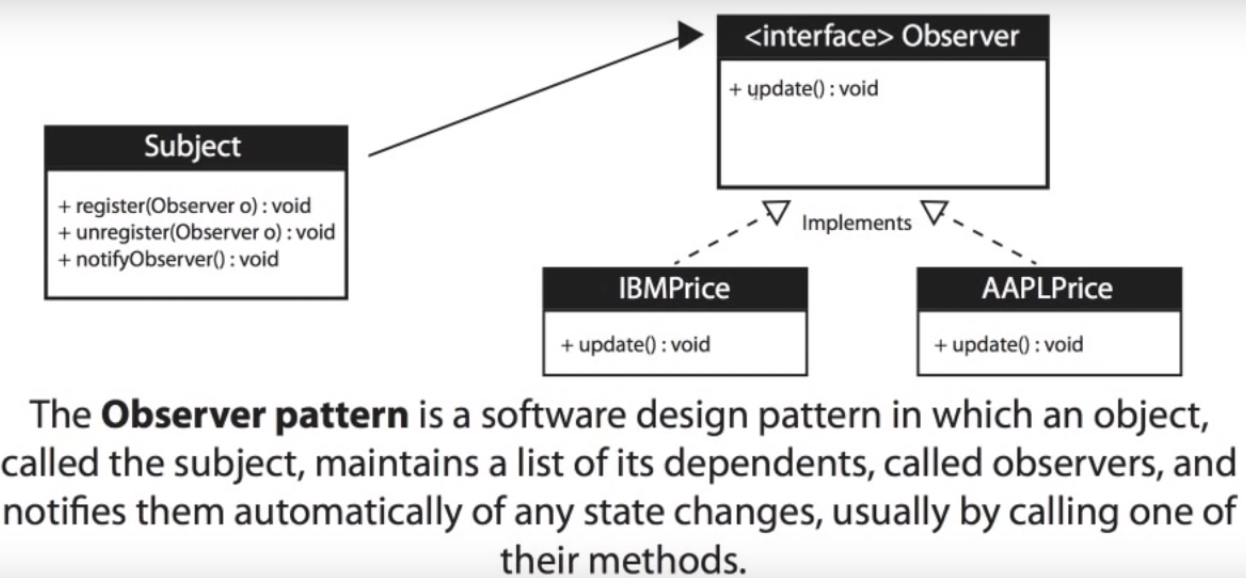 <interface> Observer
+ update() : void
Subject
+ register(Observer o) : void
+ unregister(Observer o) : void
+ notifyObserver() : void
Implements
IBMPrice
+ update() : void
AAPLPrice
+ update() : void
The Observer pattern is a software design pattern in which an object,
called the subject, maintains a list of its dependents, called observers, and
notifies them automatically of any state changes, usually by calling one of
their methods.